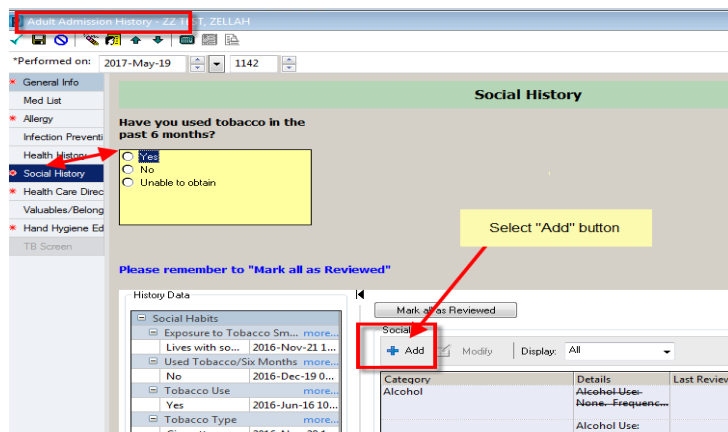 Adult Admission History - ZZ TEST, ZELLAH
*Performed on: 2017-May-19 1142
General Info
Med List
Allergy
Infection Preventi
Health History
Social History
Health Care Direc
Valuables/Belong
Hand Hygiene Ed
TB Screen
Social History
Have you used tobacco in the
past 6 months?
Yes
No
Unable to obtain
Select "Add" button
Please remember to "Mark all as Reviewed"
History Data
Social Habits
Exposure to Tobacco Sm... more...
Lives with so... 2016-Nov-21 1...
Used Tobacco/Six Months more...
No 2016-Dec-19 0...
Tobacco Use more...
Yes 2016-Jun-16 10...
Tobacco Type more...
Mark all as Reviewed
Social
Add Modify Display: All
Category Details Last Review
Alcohol Alcohol Use:
None. Frequenc...
Alcohol Use: